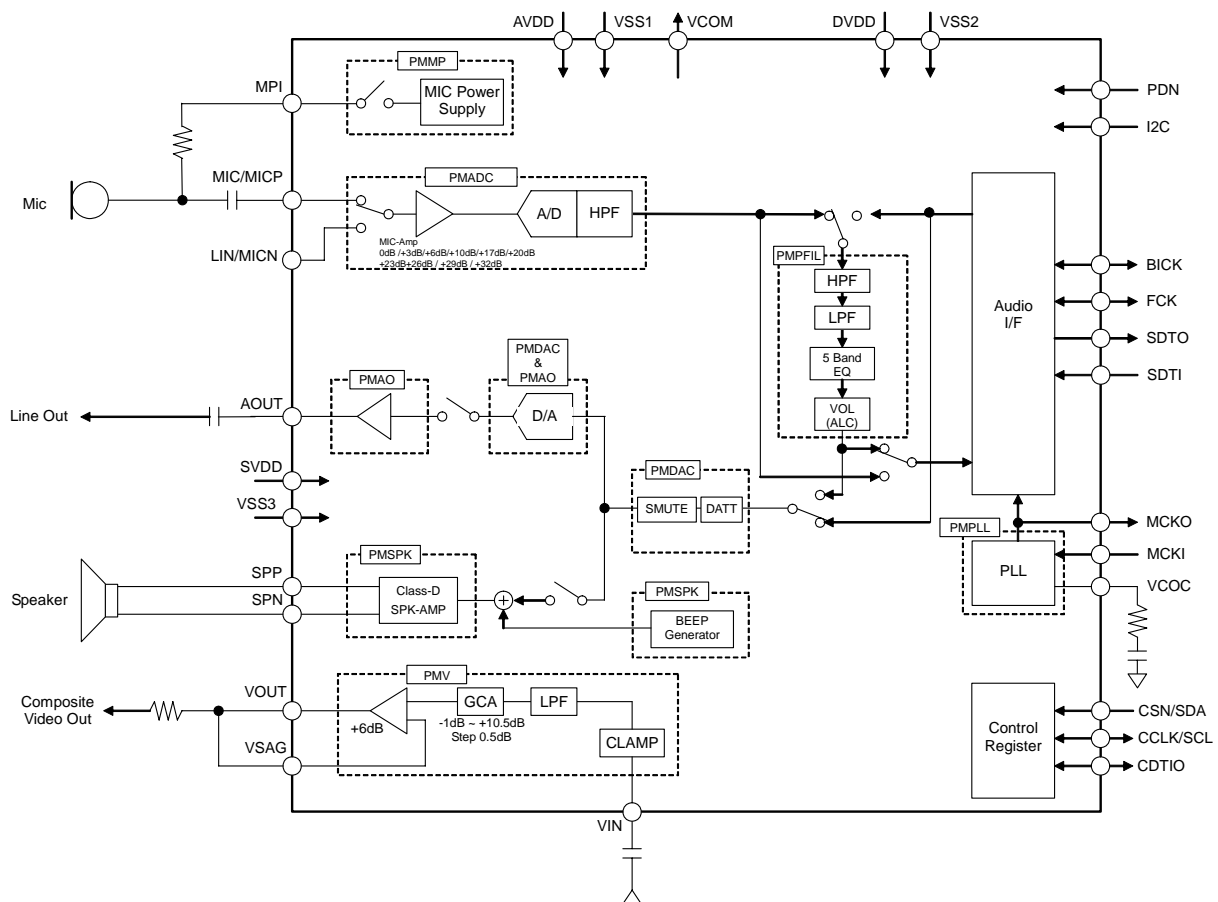 AVDD
VSS1
VCOM
DVDD
VSS2
PMMP
MPI
MIC Power
Supply
PDN
I2C
MIC/MICP
PMADC
Mic
A/D
HPF
MIC-Amp
0dB /+3dB/+6dB/+10dB/+17dB/+20dB
+23dB+26dB / +29dB / +32dB
LIN/MICN
PMPFIL
HPF
LPF
5 Band
EQ
VOL
(ALC)
Audio
I/F
BICK
FCK
SDTO
SDTI
PMDAC
&
PMAO
PMAO
D/A
AOUT
Line Out
SVDD
VSS3
PMDAC
SMUTE
DATT
MCKO
PMPLL
MCKI
PLL
VCOC
PMSPK
SPP
SPN
Speaker
Class-D
SPK-AMP
PMSPK
BEEP
Generator
PMV
VOUT
Composite
Video Out
+6dB
GCA
-1dB ~ +10.5dB
Step 0.5dB
LPF
CLAMP
VSAG
VIN
Control
Register
CSN/SDA
CCLK/SCL
CDTIO